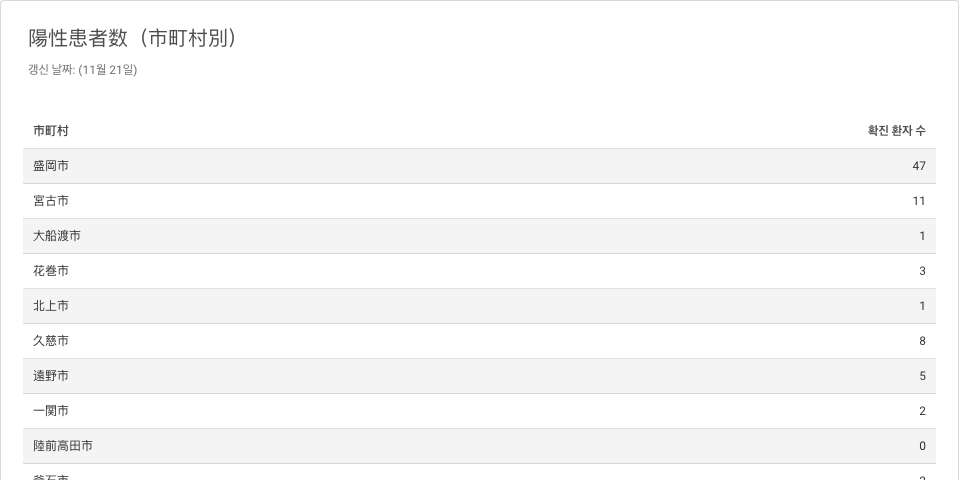 陽性患者数（市町村別）
갱신 날짜: (11월 21일)
市町村 확진 환자 수
盛岡市 47
宮古市 11
大船渡市 1
花巻市 3
北上市 1
久慈市 8
遠野市 5
一関市 2
陸前高田市 0